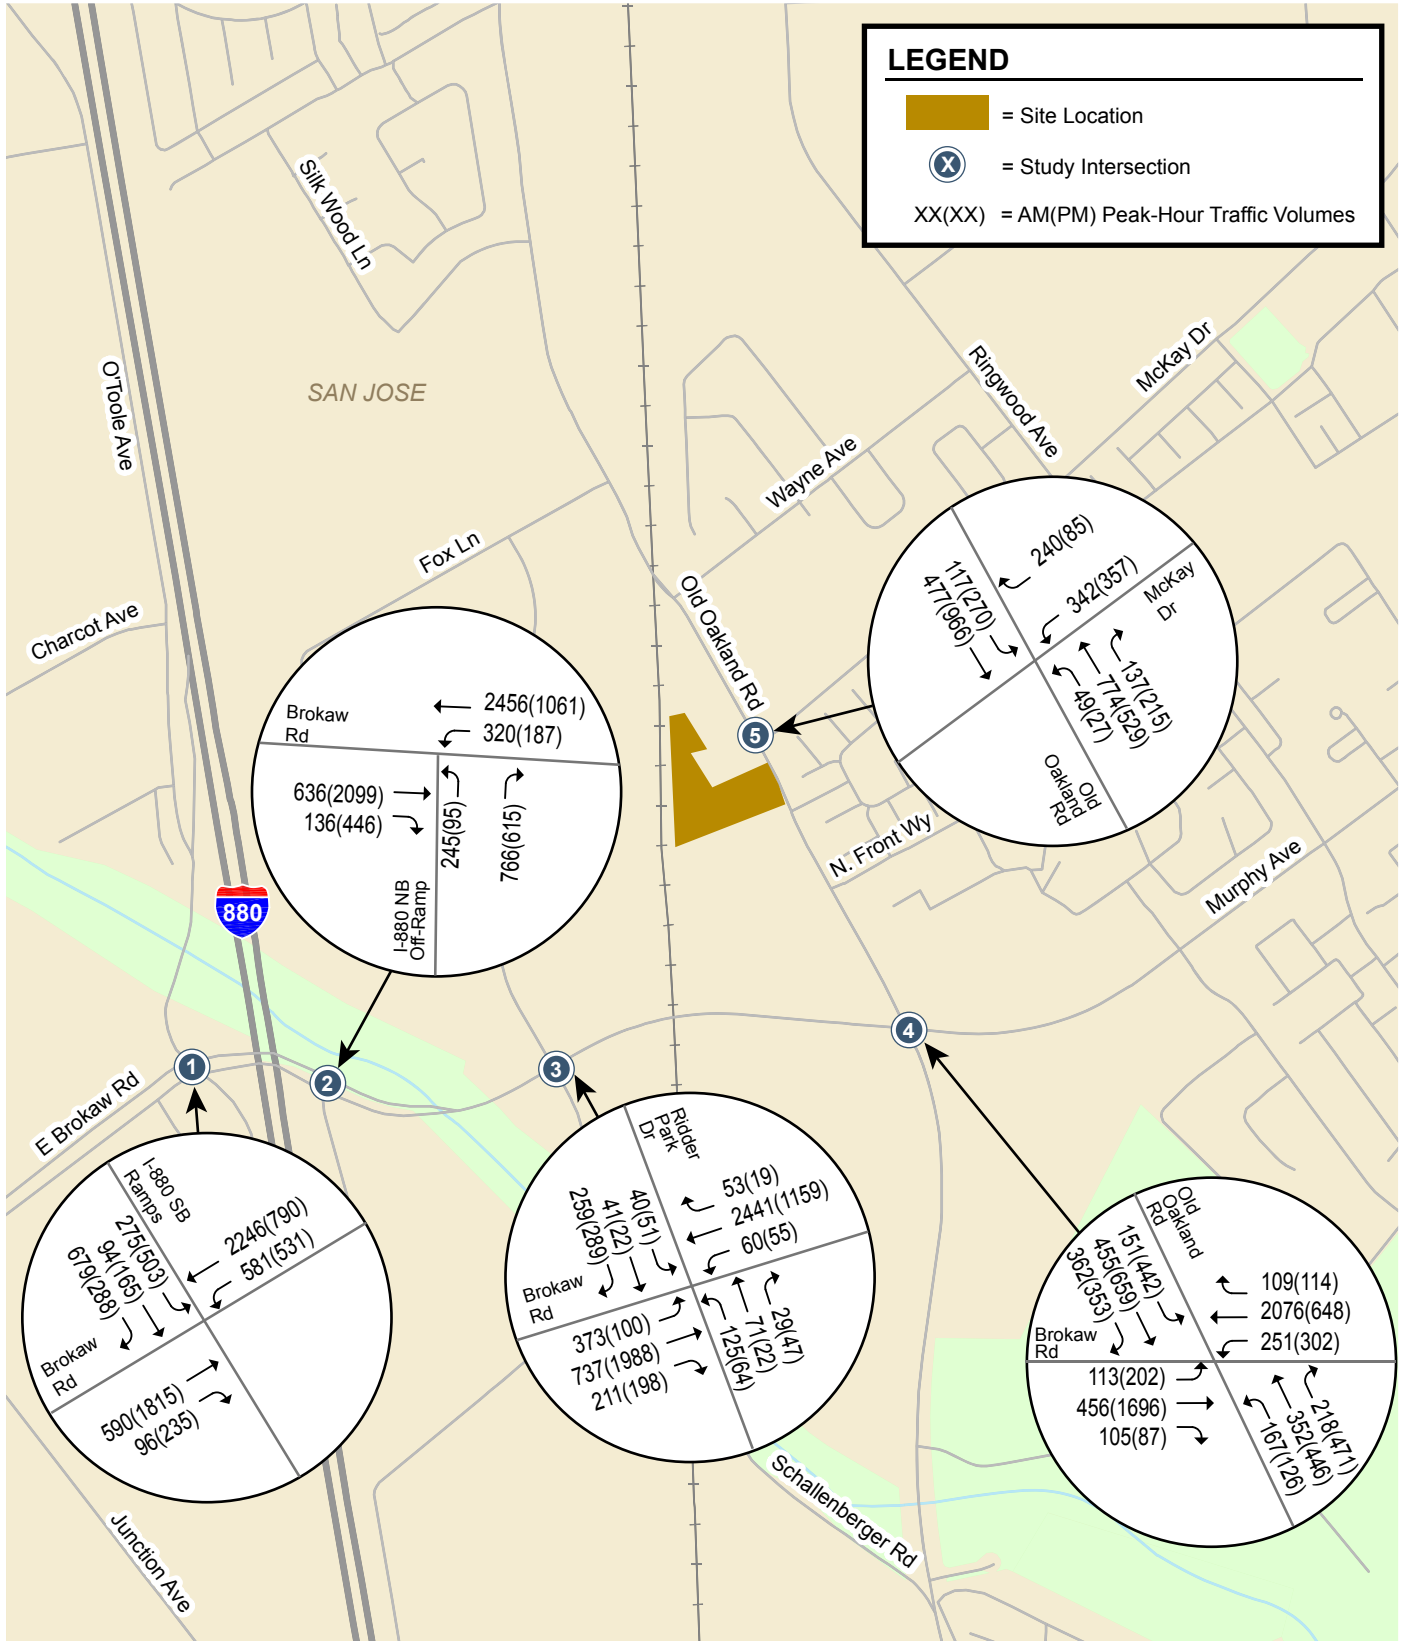 LEGEND
= Site Location
X
= Study Intersection
XX(XX) = AM(PM) Peak-Hour Traffic Volumes
Silk Wood Ln
SAN JOSE
O'Toole Ave
McKay Dr
Ringwood Ave
Wayne Ave
Fox Ln
Charcot Ave
Old Oakland Rd
N. Front Wy
Murphy Ave
880
E Brokaw Rd
Junction Ave
Schallenberger Rd
1
2
3
4
5
240(85)
342(357)
McKay
Dr
117(270)
477(966)
137(215)
774(529)
49(27)
Old
Oakland
Rd
Brokaw
Rd
2456(1061)
320(187)
636(2099)
136(446)
245(95)
766(615)
I-880 NB
Off-Ramp
I-880 SB
Ramps
275(503)
94(165)
679(288)
2246(790)
581(531)
Brokaw
Rd
590(1815)
96(235)
Ridder
Park
Dr
40(51)
41(22)
259(289)
53(19)
2441(1159)
60(55)
Brokaw
Rd
373(100)
737(1988)
211(198)
29(47)
71(22)
125(64)
Old
Oakland
Rd
151(442)
455(659)
362(353)
109(114)
2076(648)
251(302)
Brokaw
Rd
113(202)
456(1696)
105(87)
218(471)
352(446)
167(126)